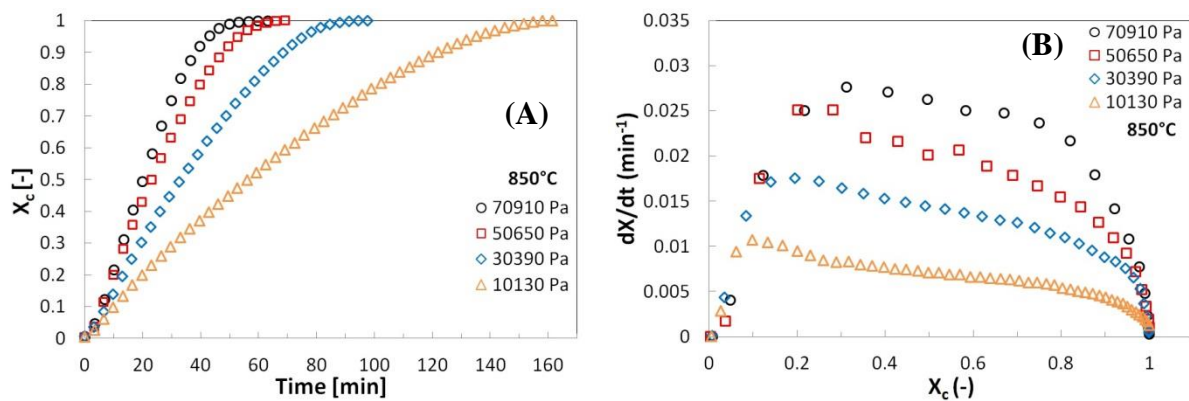 (A)
X_c [-]
1
0.9
0.8
0.7
0.6
0.5
0.4
0.3
0.2
0.1
0
0 20 40 60 80 100 120 140 160
Time [min]
850°C
70910 Pa
50650 Pa
30390 Pa
10130 Pa
(B)
dX/dt (min⁻¹)
0.035
0.03
0.025
0.02
0.015
0.01
0.005
0
0 0.2 0.4 0.6 0.8 1
X_c (-)
70910 Pa
50650 Pa
30390 Pa
10130 Pa
850°C